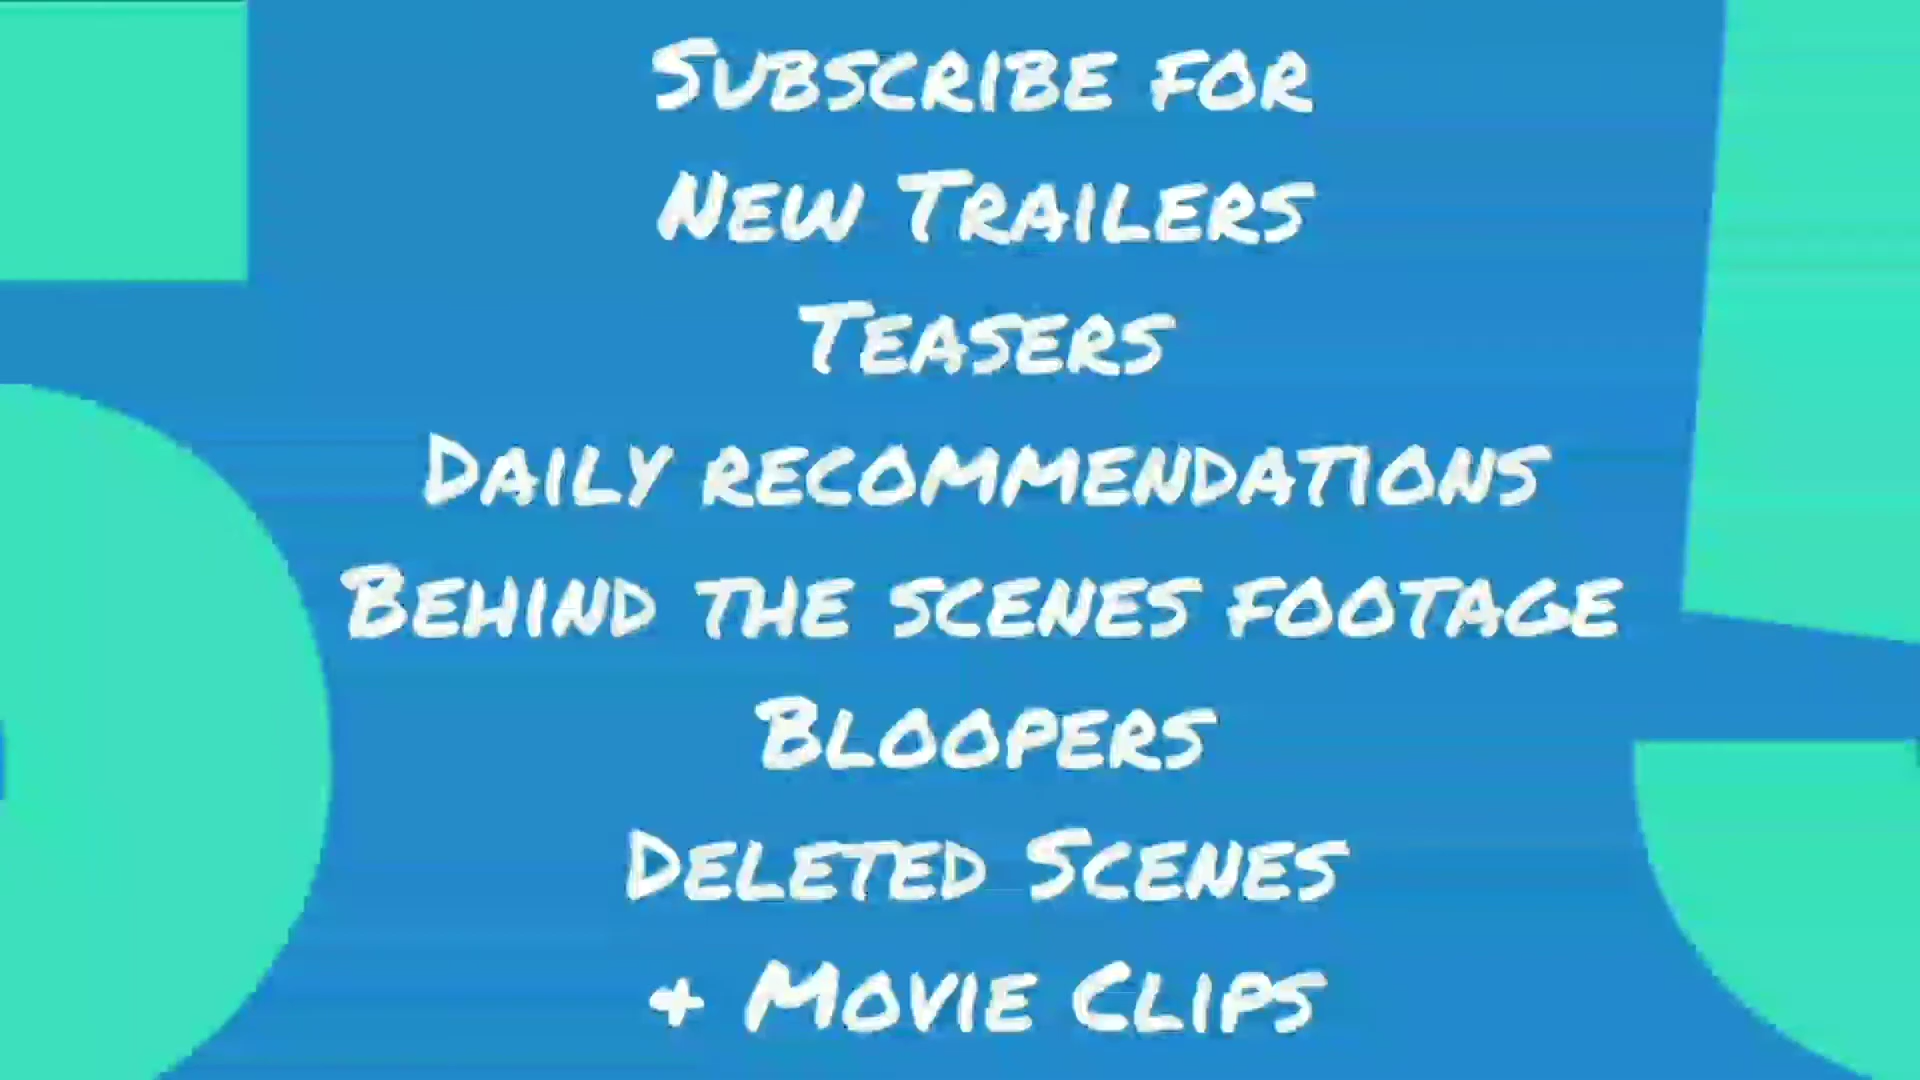 Subscribe for
New Trailers
Teasers
Daily recommendations
Behind the scenes footage
Bloopers
Deleted Scenes
& Movie Clips